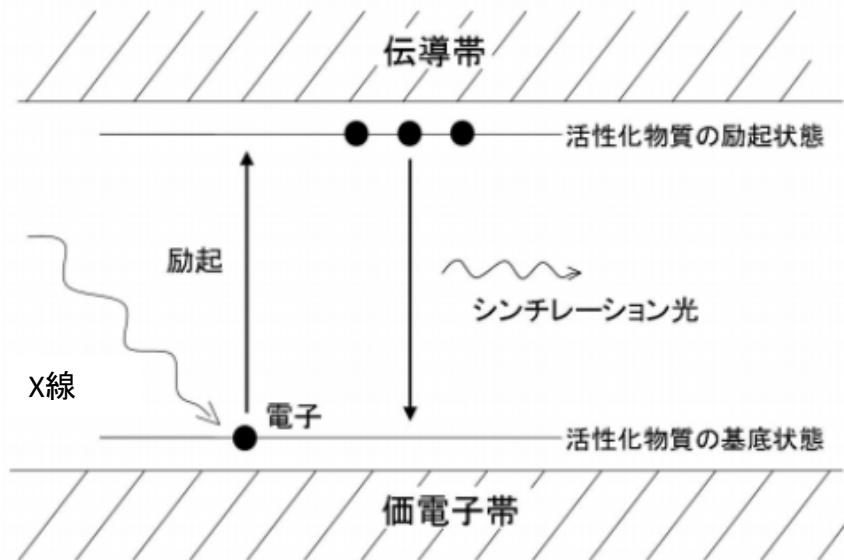 伝導帯
活性化物質の励起状態
励起
シンチレーション光
X線
電子
活性化物質の基底状態
価電子帯